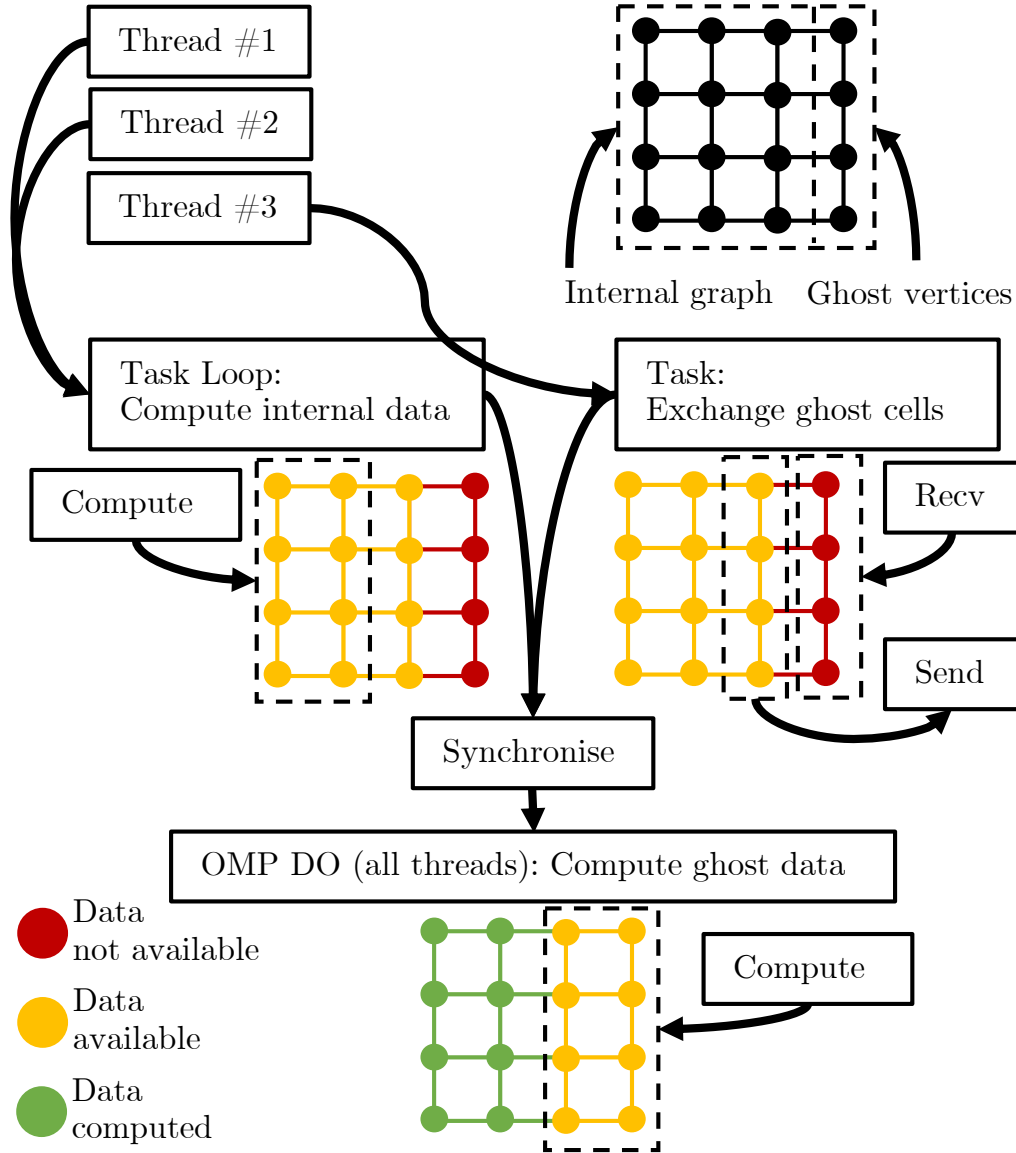 Thread #1
Thread #2
Thread #3
Internal graph
Ghost vertices
Task Loop:
Compute internal data
Task:
Exchange ghost cells
Compute
Recv
Send
Synchronise
OMP DO (all threads): Compute ghost data
Data
not available
Compute
Data
available
Data
computed